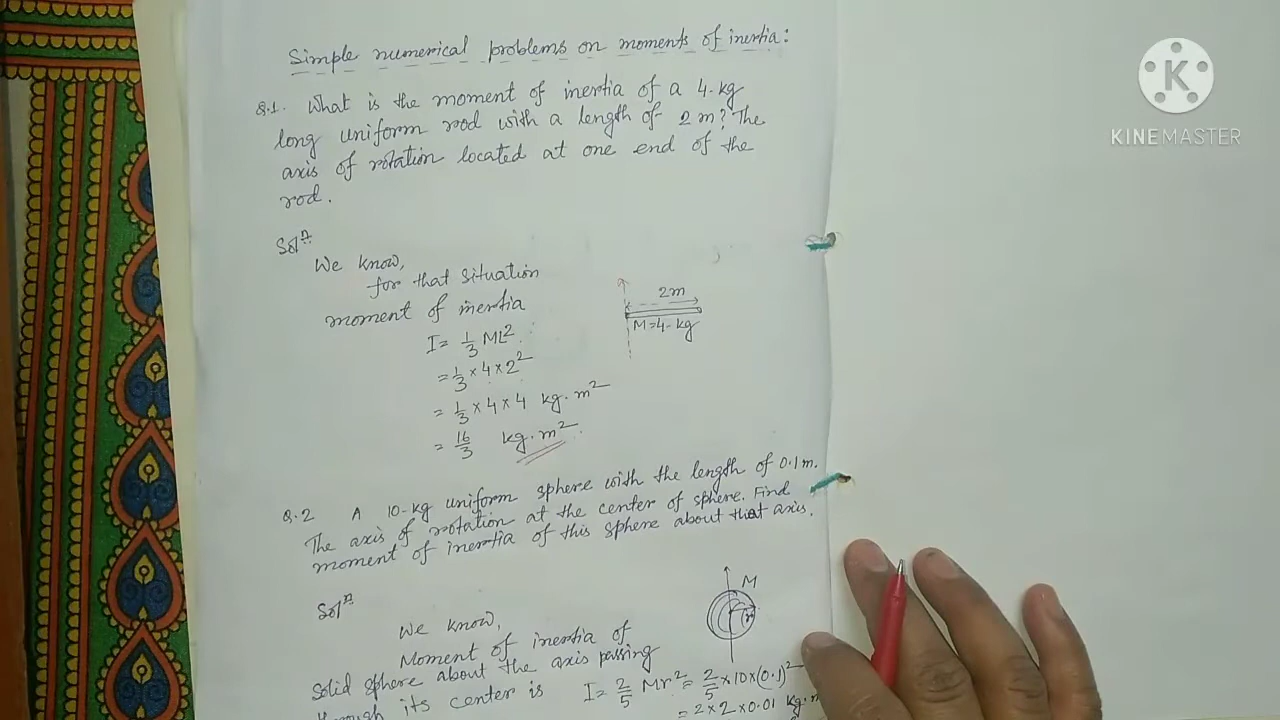 Simple numerical problems on moments of inertia:
Q.1. What is the moment of inertia of a 4-kg
long uniform rod with a length of 2 m? The
axis of rotation located at one end of the
rod.
Solⁿ
We know,
for that situation
moment of inertia
I = 1/3 ML²
= 1/3 × 4 × 2²
= 1/3 × 4 × 4 kg. m²
= 16/3 kg. m²
2m
M=4-kg
Q.2 A 10-kg uniform sphere with the length of 0.1m.
The axis of rotation at the center of sphere. Find
moment of inertia of this sphere about that axis.
Solⁿ
We know,
Moment of inertia of
Solid sphere about the axis passing
through its center is I = 2/5 Mr² = 2/5 × 10 × (0.1)²
= 2 × 2 × 0.01 kg.m
M
K
KINEMASTER